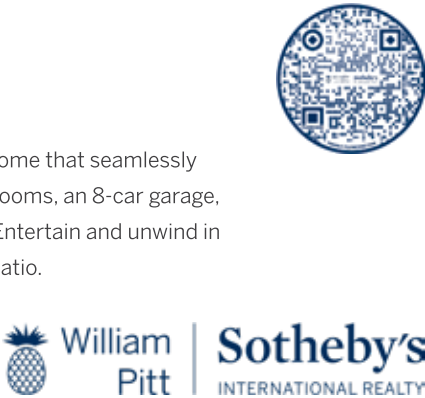 ome that seamlessly
ooms, an 8-car garage,
Entertain and unwind in
atio.
William
Pitt
Sotheby's
INTERNATIONAL REALTY